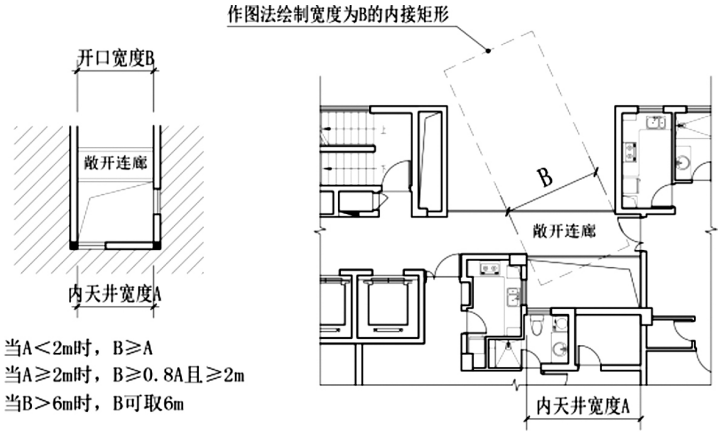 作图法绘制宽度为B的内接矩形
开口宽度B
敞开连廊
内天井宽度A
当A＜2m时，B≥A
当A≥2m时，B≥0.8A且≥2m
当B＞6m时，B可取6m
上
下
B
敞开连廊
内天井宽度A